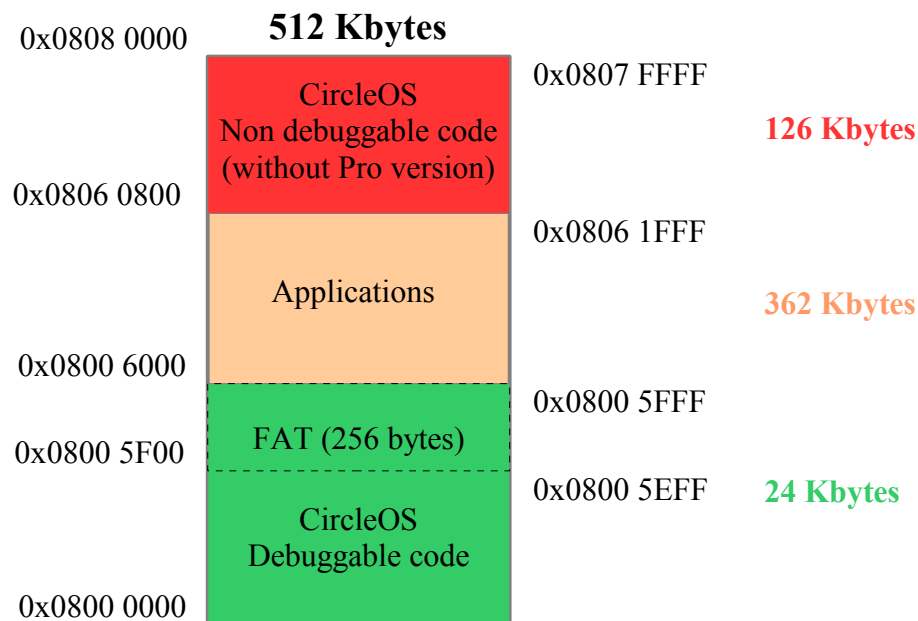 512 Kbytes
0x0808 0000
0x0807 FFFF
CircleOS
Non debuggable code
(without Pro version)
126 Kbytes
0x0806 0800
0x0806 1FFF
Applications
362 Kbytes
0x0800 6000
0x0800 5FFF
FAT (256 bytes)
0x0800 5F00
0x0800 5EFF
24 Kbytes
CircleOS
Debuggable code
0x0800 0000